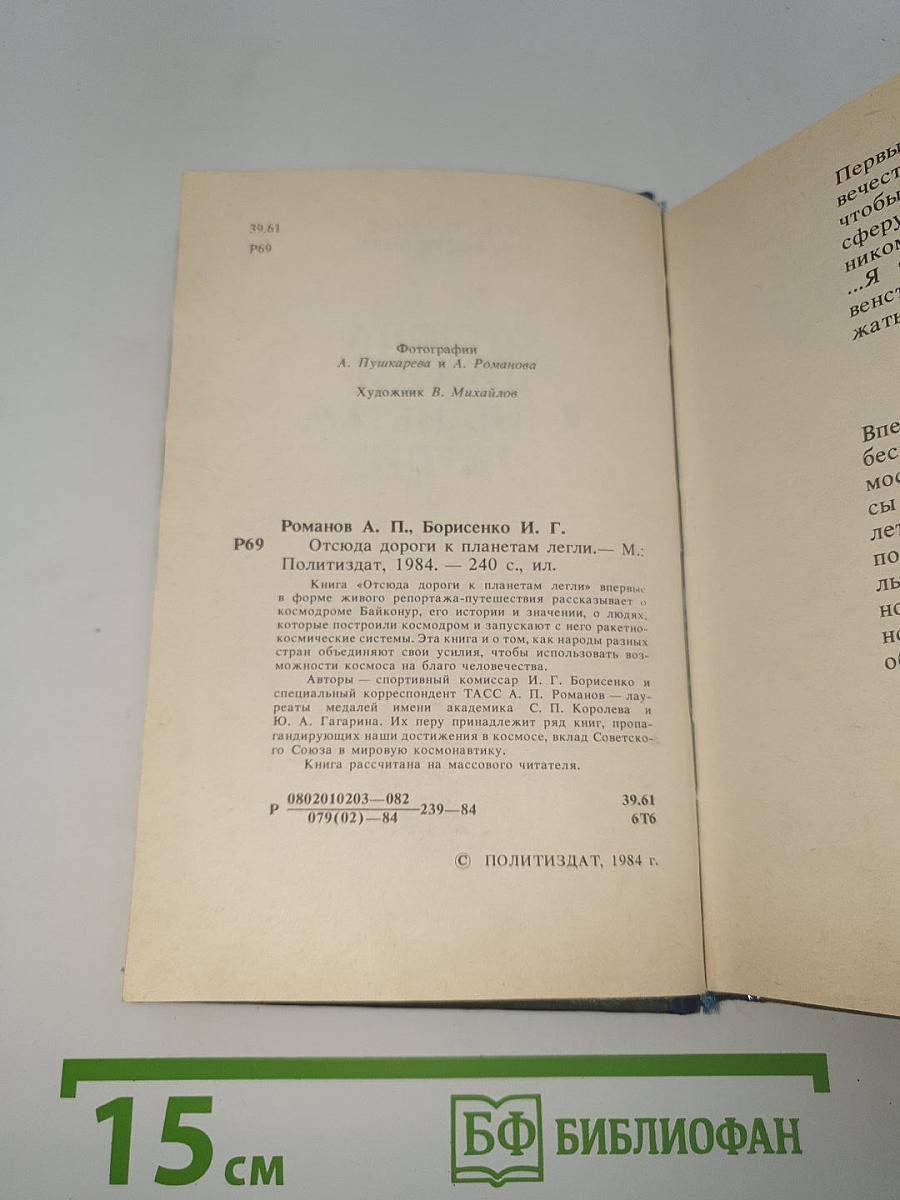 39.61
Р69
Фотографии
А. Пушкарева и А. Романова
Художник В. Михайлов
Романов А. П., Борисенко И. Г.
Р69 Отсюда дороги к планетам легли.— М.:
Политиздат, 1984. — 240 с., ил.
Книга «Отсюда дороги к планетам легли» впервые
в форме живого репортажа-путешествия рассказывает о
космодроме Байконур, его истории и значении, о людях,
которые построили космодром и запускают с него ракетно-
космические системы. Эта книга и о том, как народы разных
стран объединяют свои усилия, чтобы использовать воз-
можности космоса на благо человечества.
Авторы — спортивный комиссар И. Г. Борисенко и
специальный корреспондент ТАСС А. П. Романов — лау-
реаты медалей имени академика С. П. Королева и
Ю. А. Гагарина. Их перу принадлежит ряд книг, пропа-
гандирующих наши достижения в космосе, вклад Советско-
го Союза в мировую космонавтику.
Книга рассчитана на массового читателя.
Р 0802010203—082
079(02)—84 239—84
39.61
6Т6
© ПОЛИТИЗДАТ, 1984 г.
Первы
вечест
чтобы
сферу
ником
...Я
венст
жать
Впе
бес
мос
сы
лет
по
ль
но
но
об
15 см
БФ БИБЛИОФАН